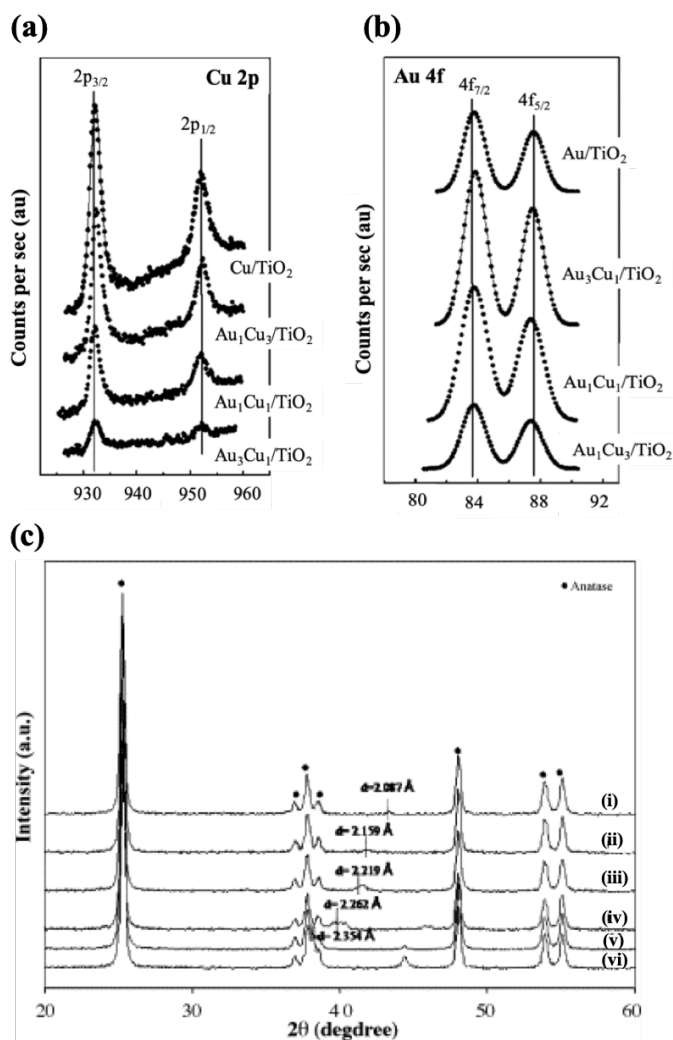 (a)
Cu 2p
2p3/2
2p1/2
Cu/TiO2
Au1Cu3/TiO2
Au1Cu1/TiO2
Au3Cu1/TiO2
Counts per sec (au)
930 940 950 960
(b)
Au 4f
4f7/2
4f5/2
Au/TiO2
Au3Cu1/TiO2
Au1Cu1/TiO2
Au1Cu3/TiO2
Counts per sec (au)
80 84 88 92
(c)
Anatase
d=2.087 Å
(i)
d= 2.159 Å
(ii)
d= 2.219 Å
(iii)
d= 2.262 Å
(iv)
d= 2.354 Å
(v)
(vi)
Intensity (a.u.)
20 40 50 60
2θ (degdree)